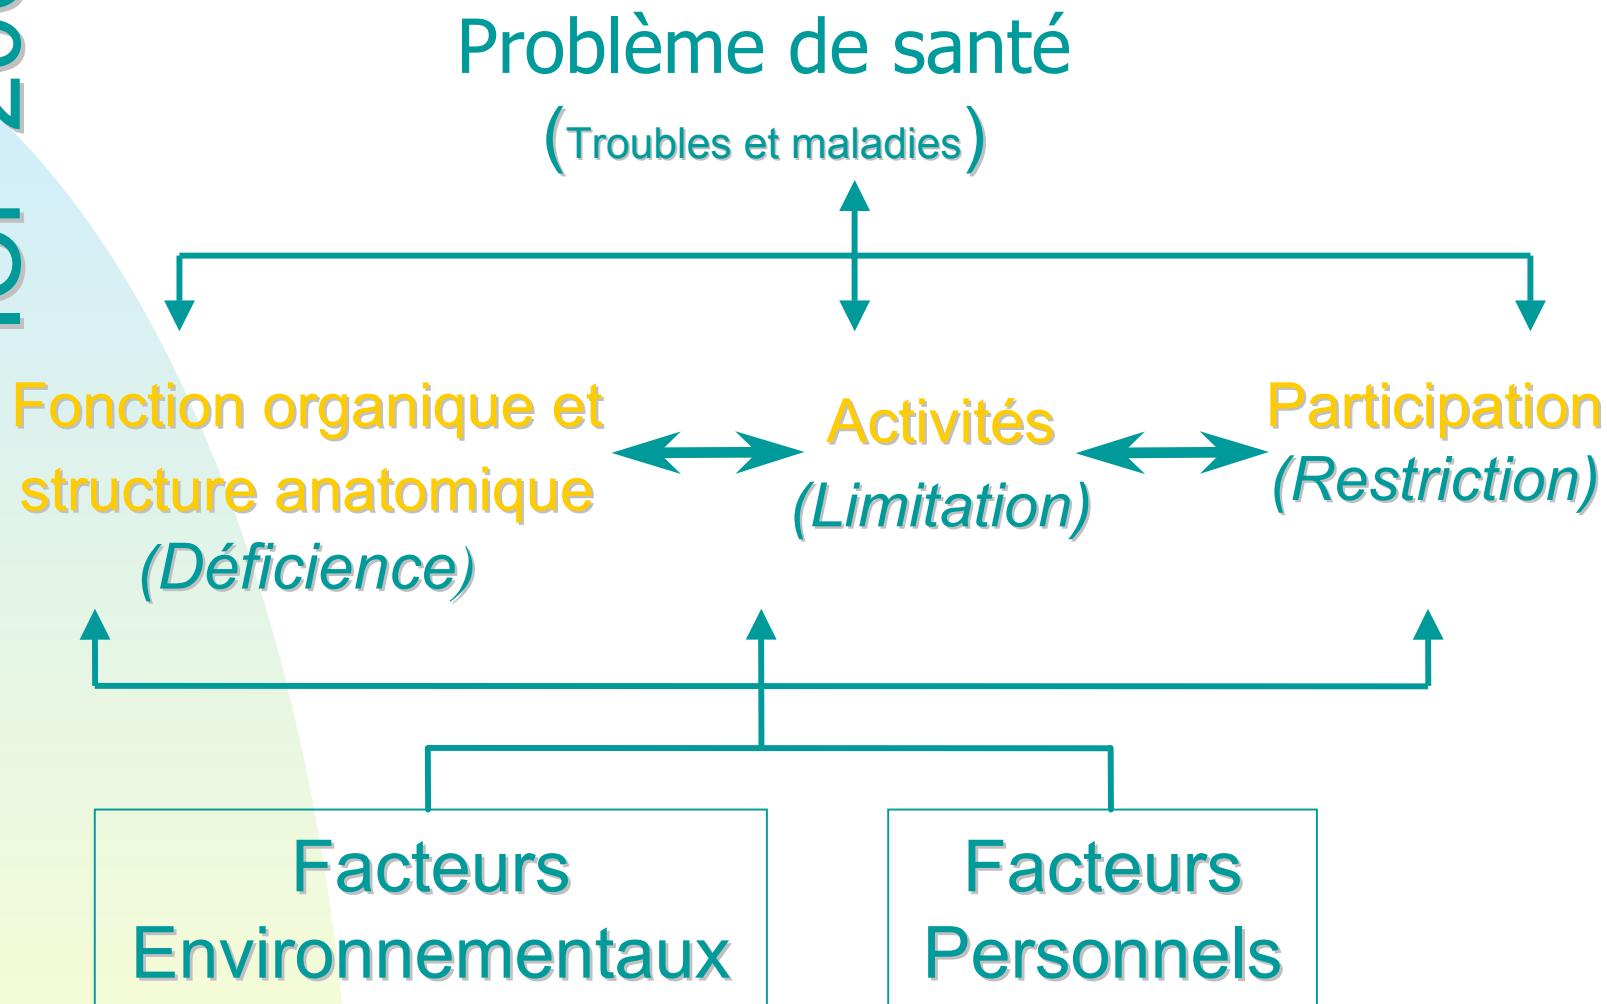 Problème de santé
(Troubles et maladies)
Fonction organique et
structure anatomique
(Déficience)
Activités
(Limitation)
Participation
(Restriction)
Facteurs
Environnementaux
Facteurs
Personnels